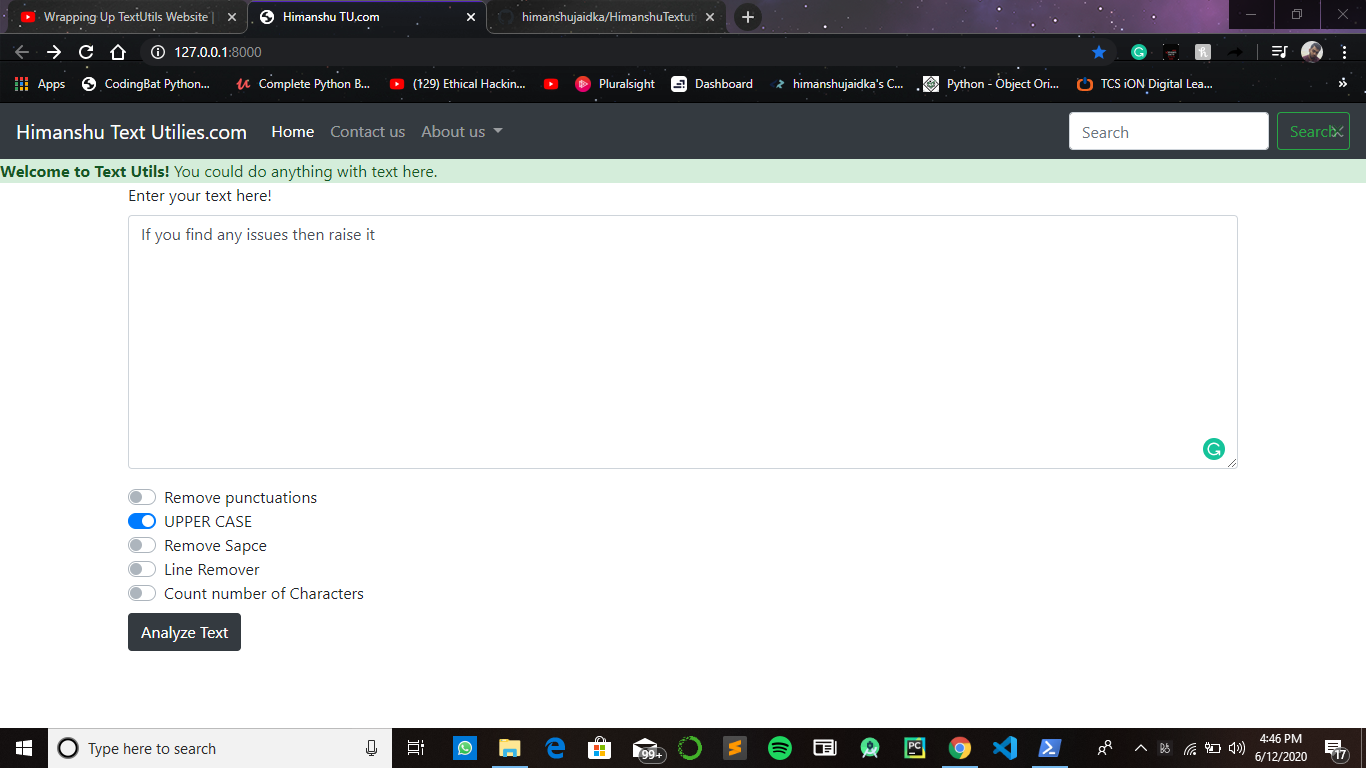 Wrapping Up TextUtils Website |
Himanshu TU.com
himanshujaidka/HimanshuTextuti
127.0.0.1:8000
Apps
CodingBat Python...
Complete Python B...
(129) Ethical Hackin...
Pluralsight
Dashboard
himanshujaidka's C...
Python - Object Ori...
TCS iON Digital Lea...
»
Himanshu Text Utilies.com
Home
Contact us
About us
Search
Search
Welcome to Text Utils! You could do anything with text here.
Enter your text here!
If you find any issues then raise it
Remove punctuations
UPPER CASE
Remove Sapce
Line Remover
Count number of Characters
Analyze Text
Type here to search
99+
PC
4:46 PM
6/12/2020
17